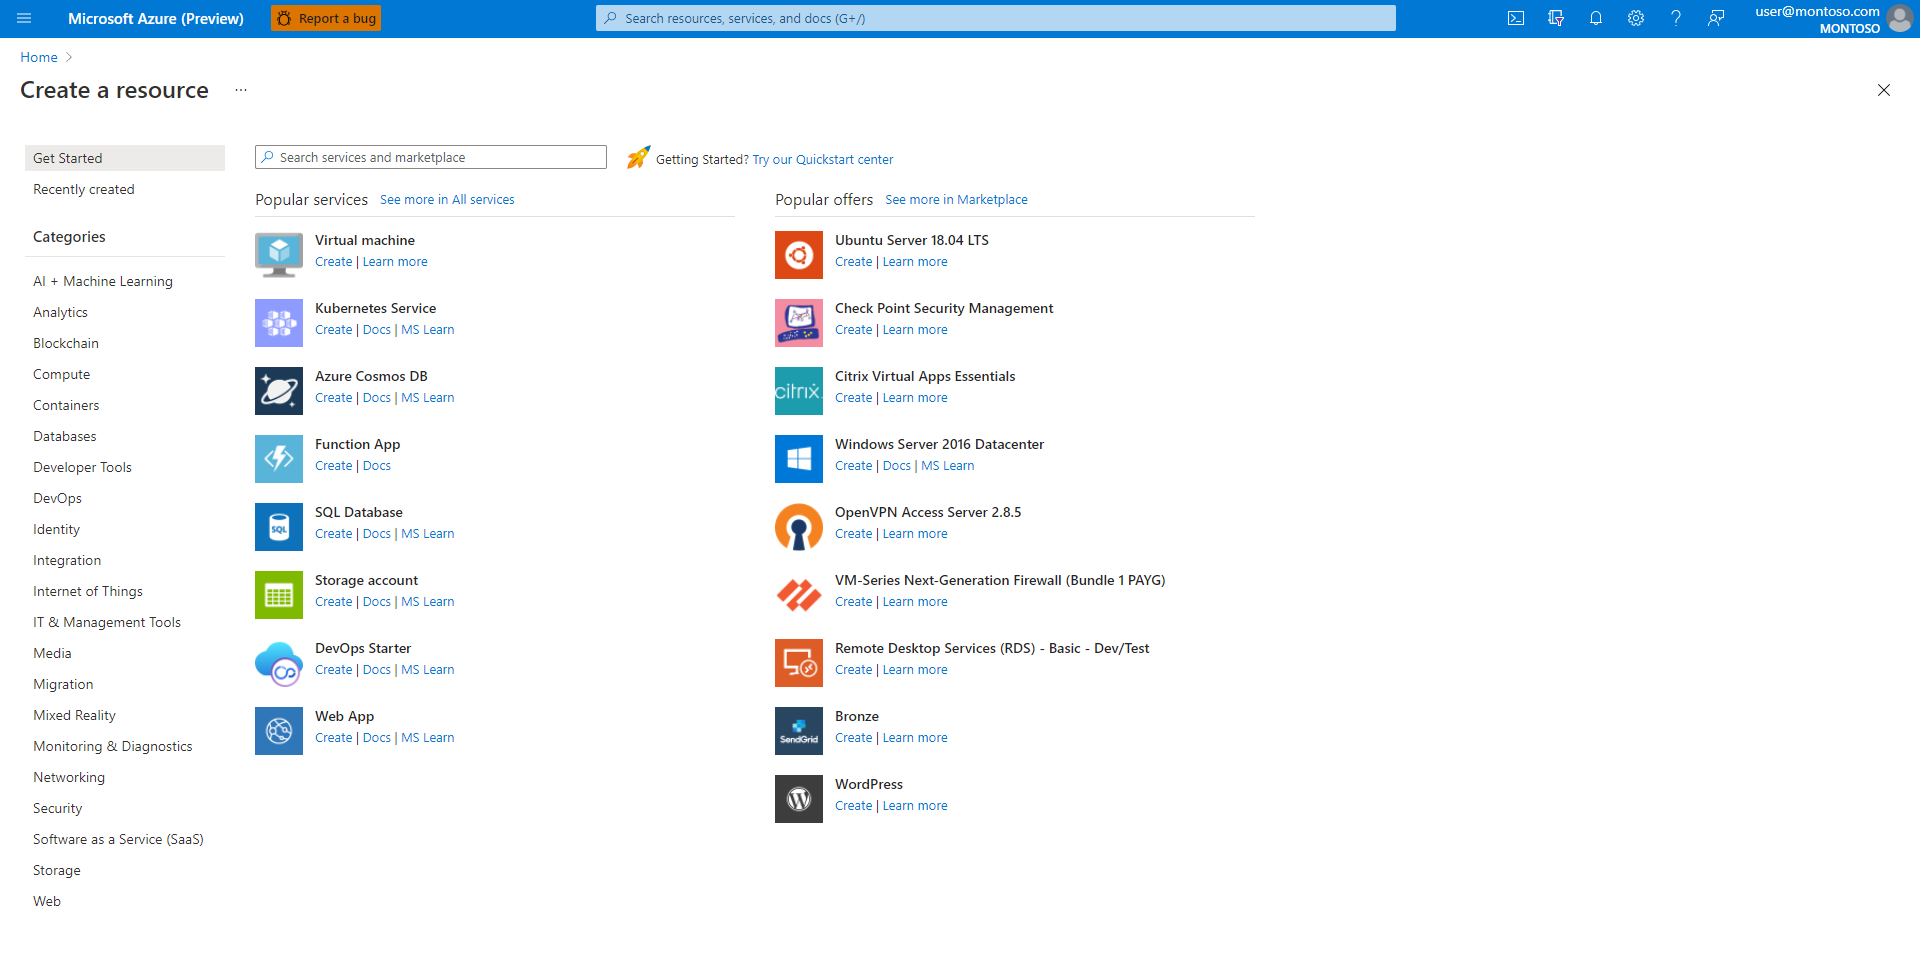 Microsoft Azure (Preview)
Report a bug
Search resources, services, and docs (G+/)
user@montoso.com
MONTOSO
Home
Create a resource
Get Started
Recently created
Categories
AI + Machine Learning
Analytics
Blockchain
Compute
Containers
Databases
Developer Tools
DevOps
Identity
Integration
Internet of Things
IT & Management Tools
Media
Migration
Mixed Reality
Monitoring & Diagnostics
Networking
Security
Software as a Service (SaaS)
Storage
Web
Search services and marketplace
Getting Started? Try our Quickstart center
Popular services See more in All services
Virtual machine
Create | Learn more
Kubernetes Service
Create | Docs | MS Learn
Azure Cosmos DB
Create | Docs | MS Learn
Function App
Create | Docs
SQL
SQL Database
Create | Docs | MS Learn
Storage account
Create | Docs | MS Learn
DevOps Starter
Create | Docs | MS Learn
Web App
Create | Docs | MS Learn
Popular offers See more in Marketplace
Ubuntu Server 18.04 LTS
Create | Learn more
Check Point Security Management
Create | Learn more
citrix
Citrix Virtual Apps Essentials
Create | Learn more
Windows Server 2016 Datacenter
Create | Docs | MS Learn
OpenVPN Access Server 2.8.5
Create | Learn more
VM-Series Next-Generation Firewall (Bundle 1 PAYG)
Create | Learn more
Remote Desktop Services (RDS) - Basic - Dev/Test
Create | Learn more
SendGrid
Bronze
Create | Learn more
WordPress
Create | Learn more